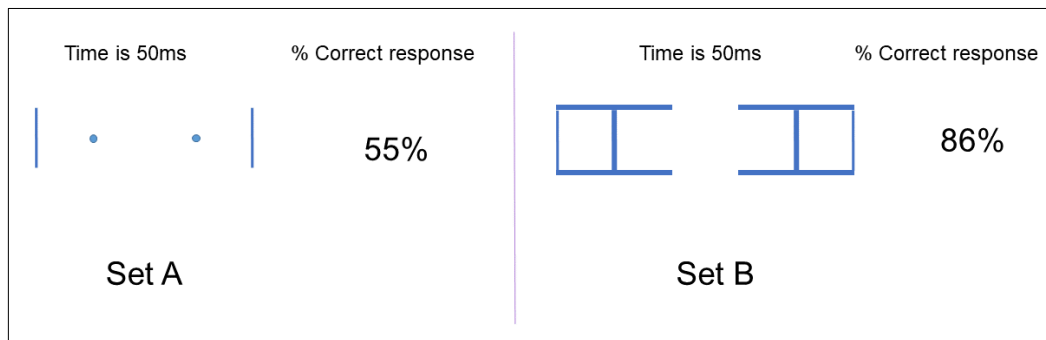 Time is 50ms
% Correct response
55%
Set A
Time is 50ms
% Correct response
86%
Set B